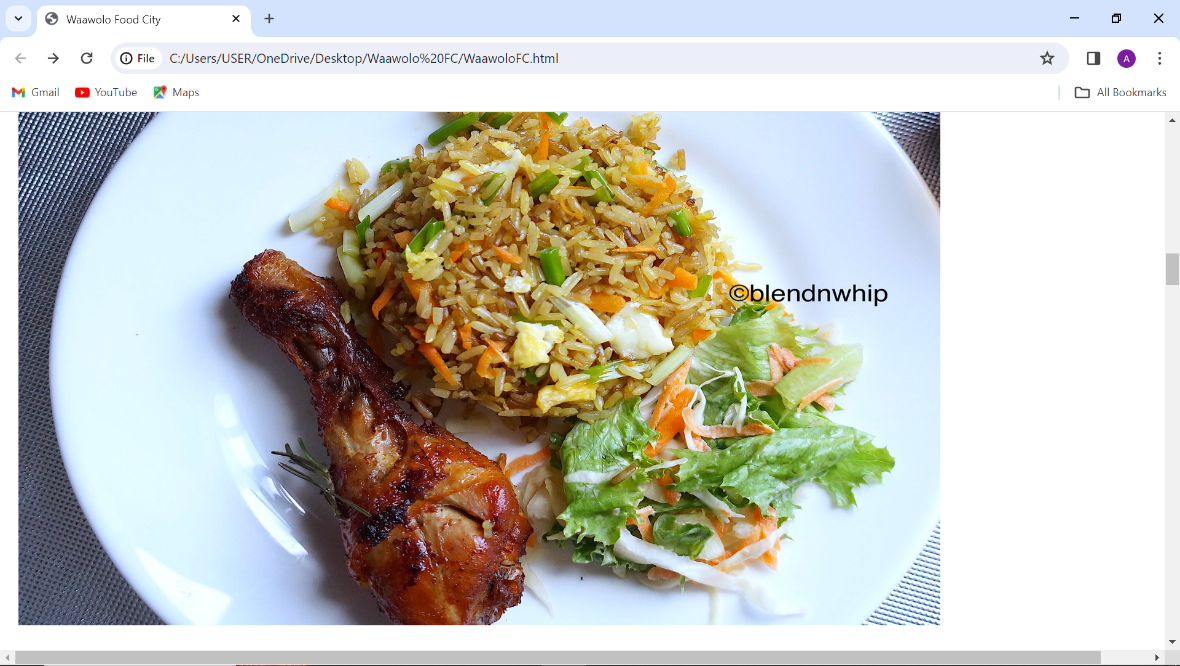 Waawolo Food City
File
C:/Users/USER/OneDrive/Desktop/Waawolo%20FC/WaawoloFC.html
A
Gmail
YouTube
Maps
All Bookmarks
©blendnwhip